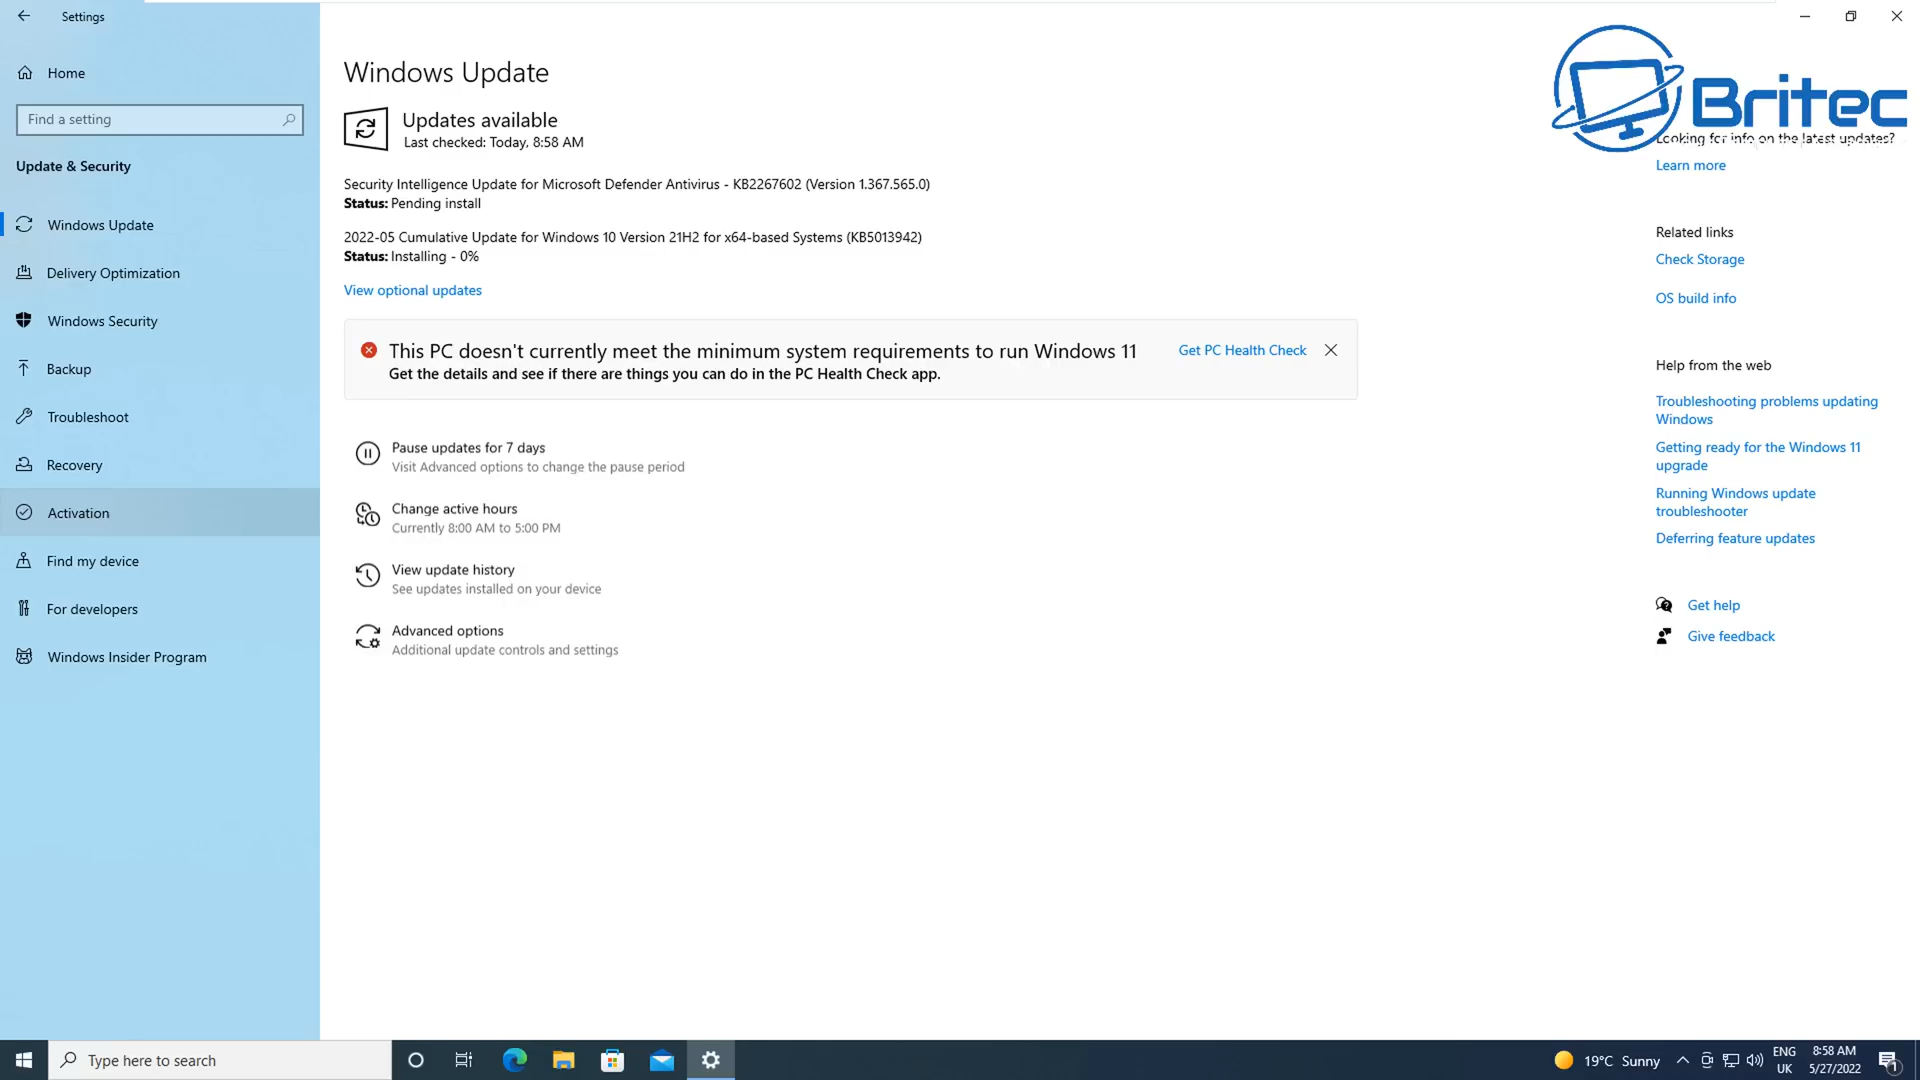 Settings
Home
Find a setting
Update & Security
Windows Update
Delivery Optimization
Windows Security
Backup
Troubleshoot
Recovery
Activation
Find my device
For developers
Windows Insider Program
Windows Update
Updates available
Last checked: Today, 8:58 AM
Security Intelligence Update for Microsoft Defender Antivirus - KB2267602 (Version 1.367.565.0)
Status: Pending install
2022-05 Cumulative Update for Windows 10 Version 21H2 for x64-based Systems (KB5013942)
Status: Installing - 0%
View optional updates
This PC doesn't currently meet the minimum system requirements to run Windows 11
Get the details and see if there are things you can do in the PC Health Check app.
Get PC Health Check
Pause updates for 7 days
Visit Advanced options to change the pause period
Change active hours
Currently 8:00 AM to 5:00 PM
View update history
See updates installed on your device
Advanced options
Additional update controls and settings
Britec
Looking for info on the latest updates?
Learn more
Related links
Check Storage
OS build info
Help from the web
Troubleshooting problems updating
Windows
Getting ready for the Windows 11
upgrade
Running Windows update
troubleshooter
Deferring feature updates
Get help
Give feedback
Type here to search
19°C Sunny
ENG
UK
8:58 AM
5/27/2022
1